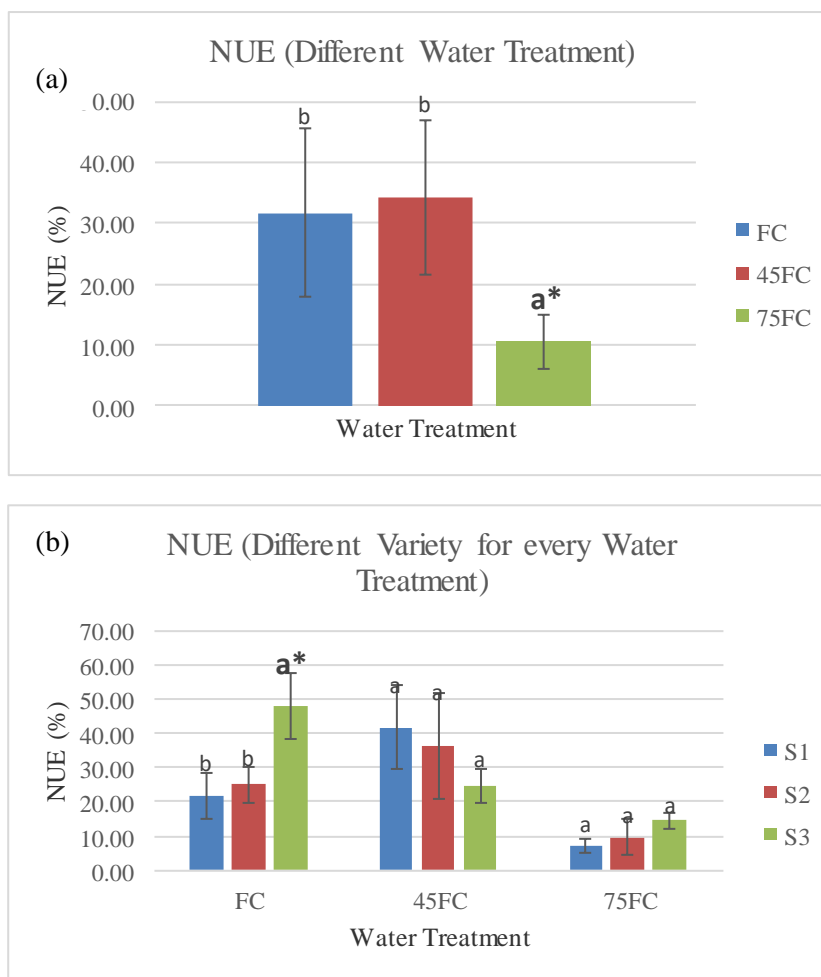 NUE (Different Water Treatment)
(a)
0.00
40.00
30.00
20.00
10.00
0.00
NUE (%)
b
b
a*
Water Treatment
FC
45FC
75FC
(b)
NUE (Different Variety for every Water
Treatment)
70.00
60.00
50.00
40.00
30.00
20.00
10.00
0.00
NUE (%)
b
b
a*
a
a
a
a
a
a
FC
45FC
75FC
Water Treatment
S1
S2
S3